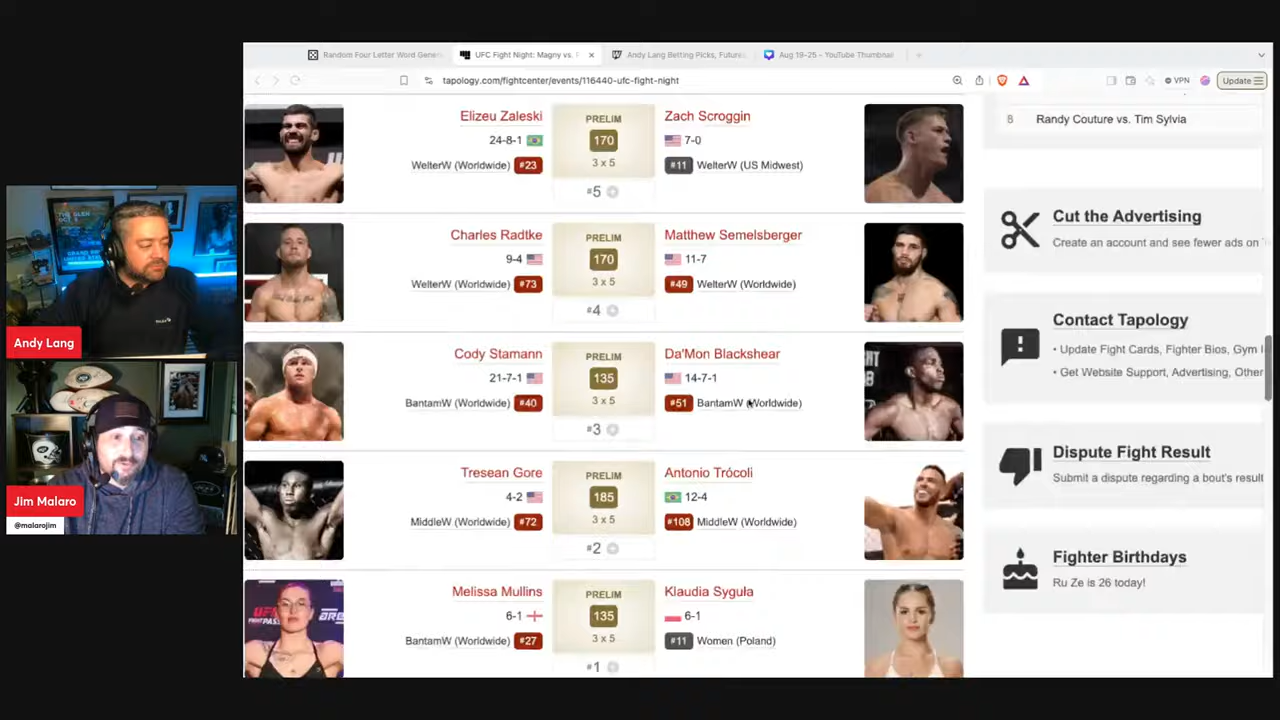 Random Four Letter Word Gener
UFC Fight Night: Magny vs. P
Andy Lang Betting Picks, Futures
Aug 19-25 - YouTube Thumbnail
tapology.com/fightcenter/events/116440-ufc-fight-night
VPN
Update
Elizeu Zaleski
PRELIM
Zach Scroggin
24-8-1
170
7-0
WelterW (Worldwide) #23
3 x 5
#11 WelterW (US Midwest)
#5
Charles Radtke
PRELIM
Matthew Semelsberger
9-4
170
11-7
WelterW (Worldwide) #73
3 x 5
#49 WelterW (Worldwide)
#4
Cody Stamann
PRELIM
Da'Mon Blackshear
21-7-1
135
14-7-1
BantamW (Worldwide) #40
3 x 5
#51 BantamW (Worldwide)
#3
Tresean Gore
PRELIM
Antonio Trócoli
4-2
185
12-4
MiddleW (Worldwide) #72
3 x 5
#108 MiddleW (Worldwide)
#2
Melissa Mullins
PRELIM
Klaudia Syguła
6-1
135
6-1
BantamW (Worldwide) #27
3 x 5
#11 Women (Poland)
#1
8 Randy Couture vs. Tim Sylvia
Cut the Advertising
Create an account and see fewer ads on
Contact Tapology
• Update Fight Cards, Fighter Bios, Gym I
• Get Website Support, Advertising, Other
Dispute Fight Result
Submit a dispute regarding a bout's result
Fighter Birthdays
Ru Ze is 26 today!
THE GLEN
Andy Lang
JETS
Jim Malaro
@malarojim